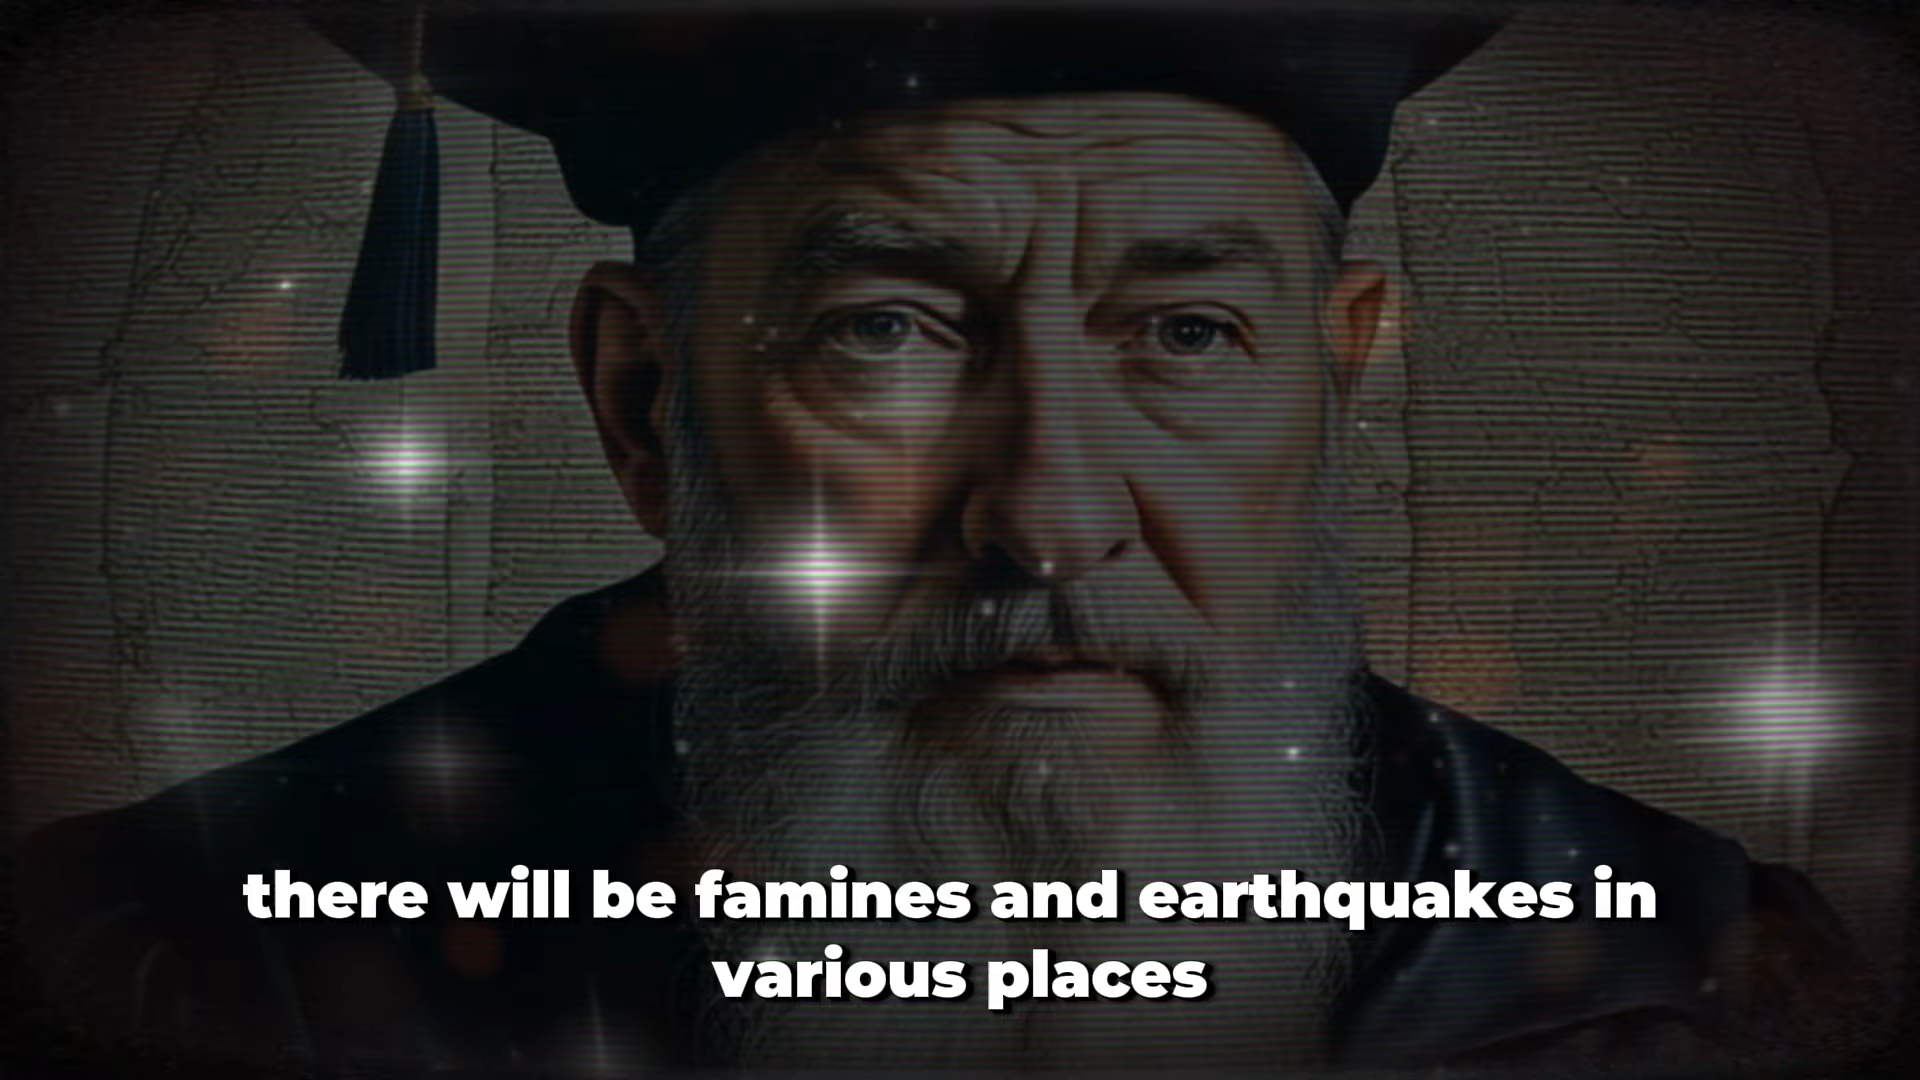 there will be famines and earthquakes in
various places